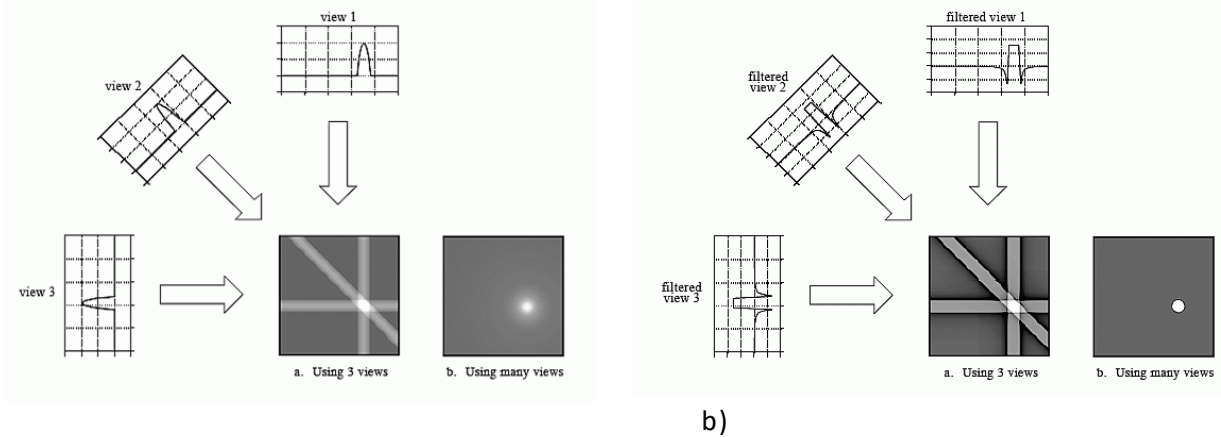 view 1
view 2
view 3
a. Using 3 views
b. Using many views
filtered view 1
filtered
view 2
filtered
view 3
a. Using 3 views
b. Using many views
b)